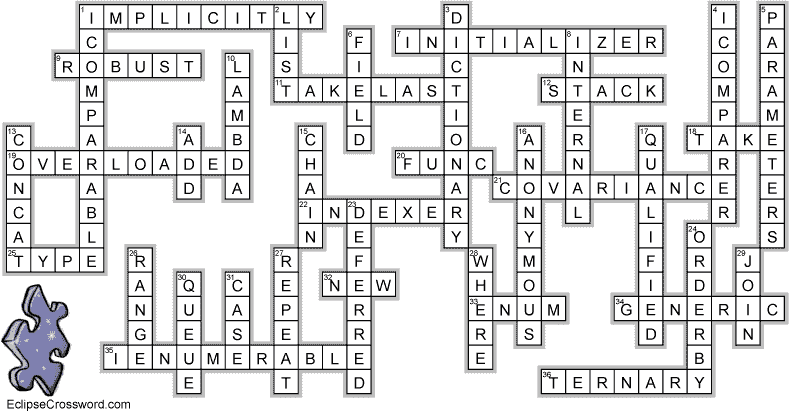 1 IMPLICITLY
1 ICOMPARABLE
2 LIST
3 DICTIONARY
4 ICOMPARER
5 PARAMETERS
6 FIELD
7 INITIALIZER
8 INTERNAL
9 ROBUST
10 LAMBDA
11 TAKELAST
12 STACK
13 CONCAT
14 ADD
15 CHAIN
16 ANONYMOUS
17 QUALIFIED
18 TAKE
19 OVERLOADED
20 FUNC
21 COVARIANCE
22 INDEXER
23 DEFERRED
24 ORDERBY
25 TYPE
26 RANGE
27 REPEAT
28 WHERE
29 JOIN
30 QUEUE
31 CASE
32 NEW
33 ENUM
34 GENERIC
35 IENUMERABLE
36 TERNARY
EclipseCrossword.com